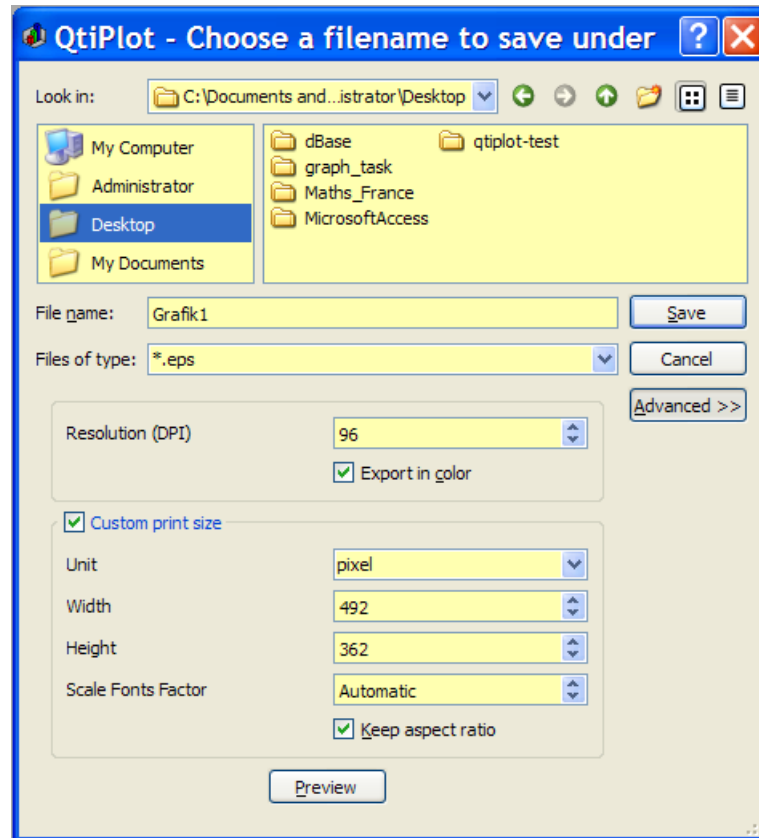 QtiPlot - Choose a filename to save under
Look in: C:\Documents and...istrator\Desktop
My Computer
Administrator
Desktop
My Documents
dBase qtiplot-test
graph_task
Maths_France
MicrosoftAccess
File name: Grafik1 Save
Files of type: *.eps Cancel
Advanced >>
Resolution (DPI) 96
Export in color
Custom print size
Unit pixel
Width 492
Height 362
Scale Fonts Factor Automatic
Keep aspect ratio
Preview